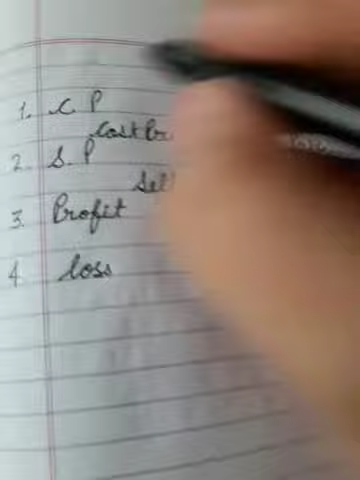 1. C P
Cost
2. S. P
3. Profit
4. loss